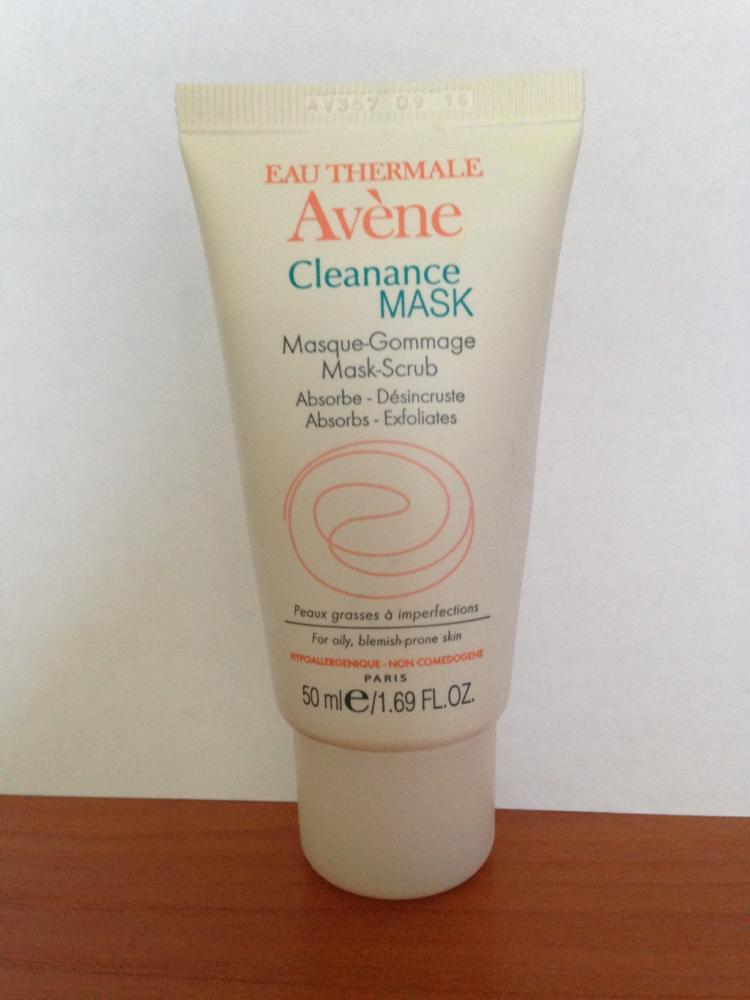 AV357 09 15
EAU THERMALE
Avène
Cleanance
MASK
Masque-Gommage
Mask-Scrub
Absorbe - Désincruste
Absorbs - Exfoliates
Peaux grasses à imperfections
For oily, blemish-prone skin
HYPOALLERGENIQUE - NON COMEDOGENE
PARIS
50 ml e/1.69 FL.OZ.